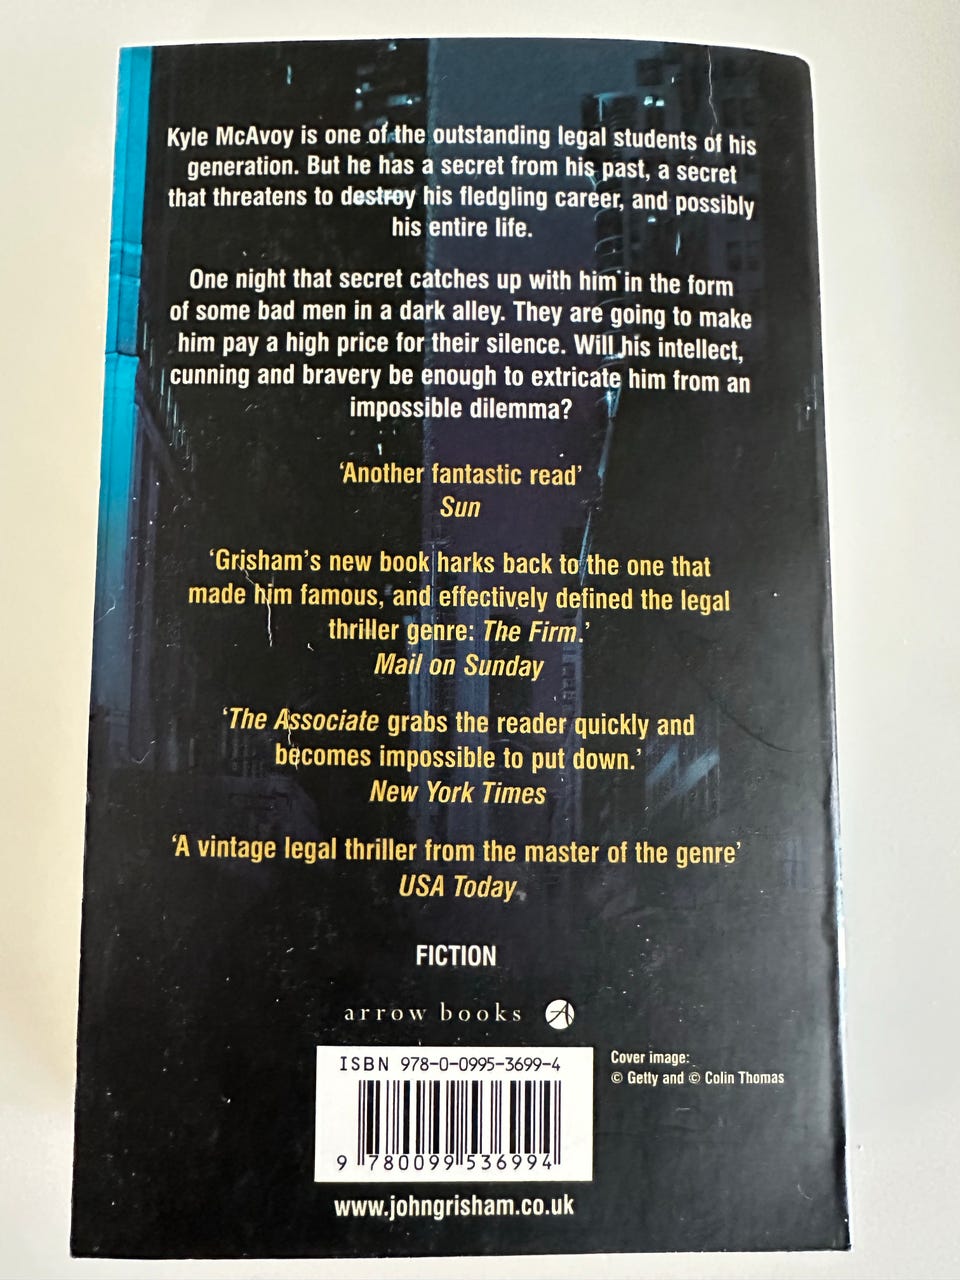 Kyle McAvoy is one of the outstanding legal students of his
generation. But he has a secret from his past, a secret
that threatens to destroy his fledgling career, and possibly
his entire life.
One night that secret catches up with him in the form
of some bad men in a dark alley. They are going to make
him pay a high price for their silence. Will his intellect,
cunning and bravery be enough to extricate him from an
impossible dilemma?
‘Another fantastic read’
Sun
‘Grisham’s new book harks back to the one that
made him famous, and effectively defined the legal
thriller genre: The Firm.’
Mail on Sunday
‘The Associate grabs the reader quickly and
becomes impossible to put down.’
New York Times
‘A vintage legal thriller from the master of the genre’
USA Today
FICTION
arrow books
ISBN 978-0-0995-3699-4
Cover image:
© Getty and © Colin Thomas
9 780099 536994
www.johngrisham.co.uk